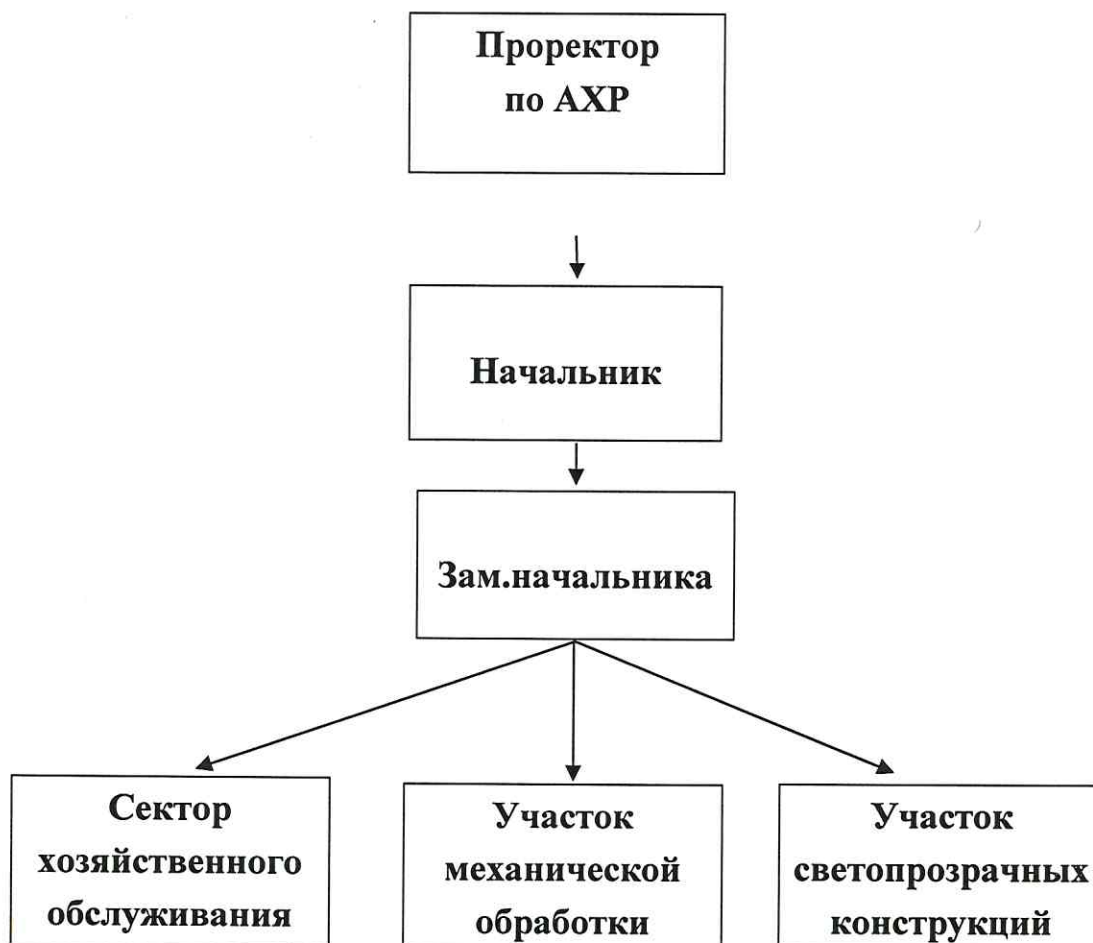 Проректор
по АХР
Начальник
Зам.начальника
Сектор
хозяйственного
обслуживания
Участок
механической
обработки
Участок
светопрозрачных
конструкций